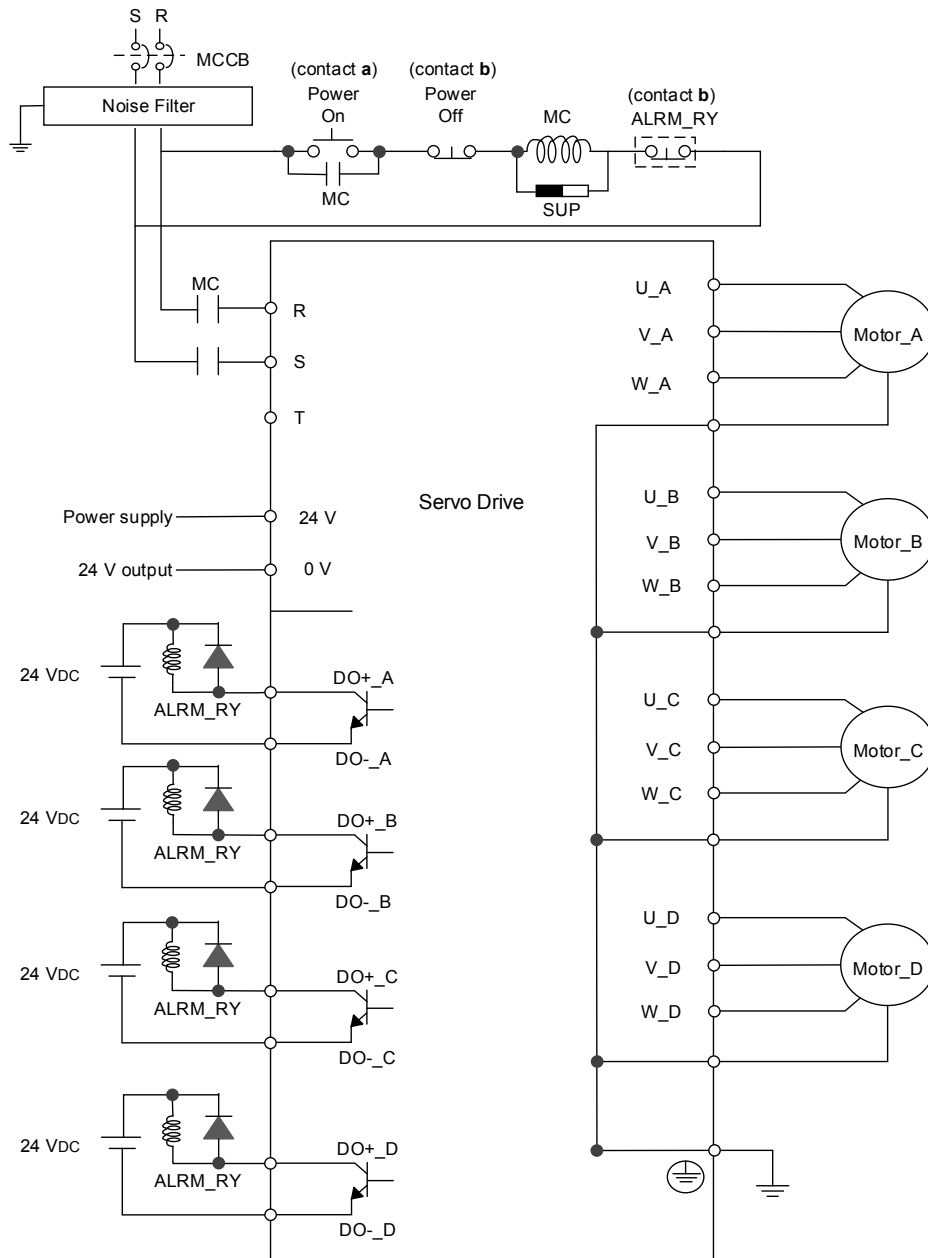 S R
MCCB
Noise Filter
(contact a)
Power
On
(contact b)
Power
Off
MC
(contact b)
ALRM_RY
MC
SUP
MC
R
S
T
Power supply
24 V
24 V output
0 V
Servo Drive
U_A
V_A
W_A
Motor_A
U_B
V_B
W_B
Motor_B
U_C
V_C
W_C
Motor_C
U_D
V_D
W_D
Motor_D
24 VDC
ALRM_RY
DO+_A
DO-_A
24 VDC
ALRM_RY
DO+_B
DO-_B
24 VDC
ALRM_RY
DO+_C
DO-_C
24 VDC
ALRM_RY
DO+_D
DO-_D